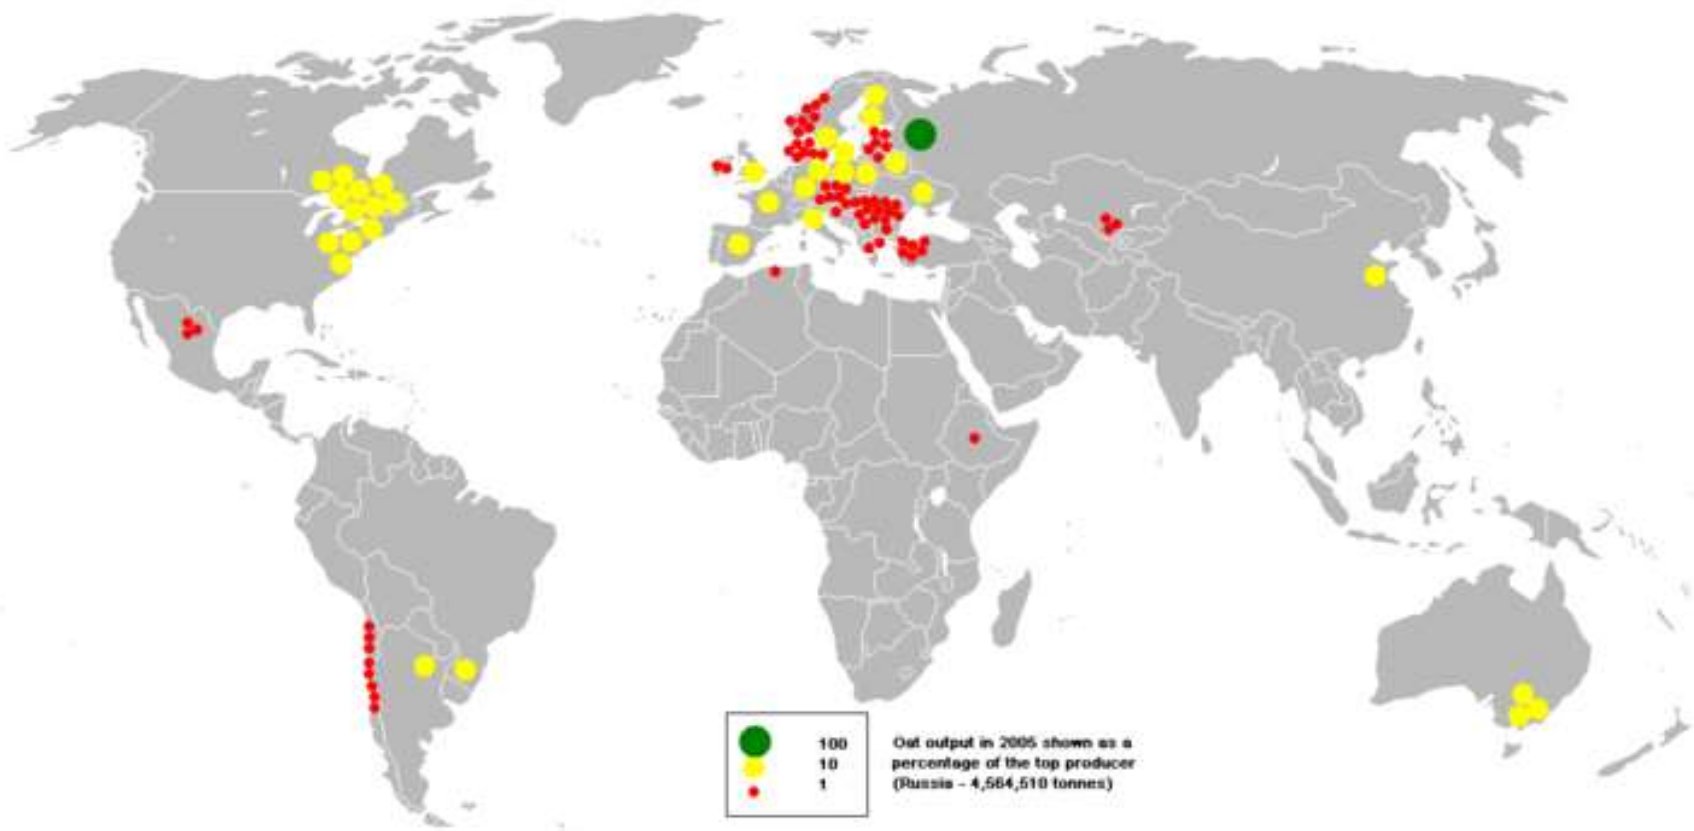 100
10
1
Oat output in 2005 shown as a
percentage of the top producer
(Russia - 4,564,510 tonnes)